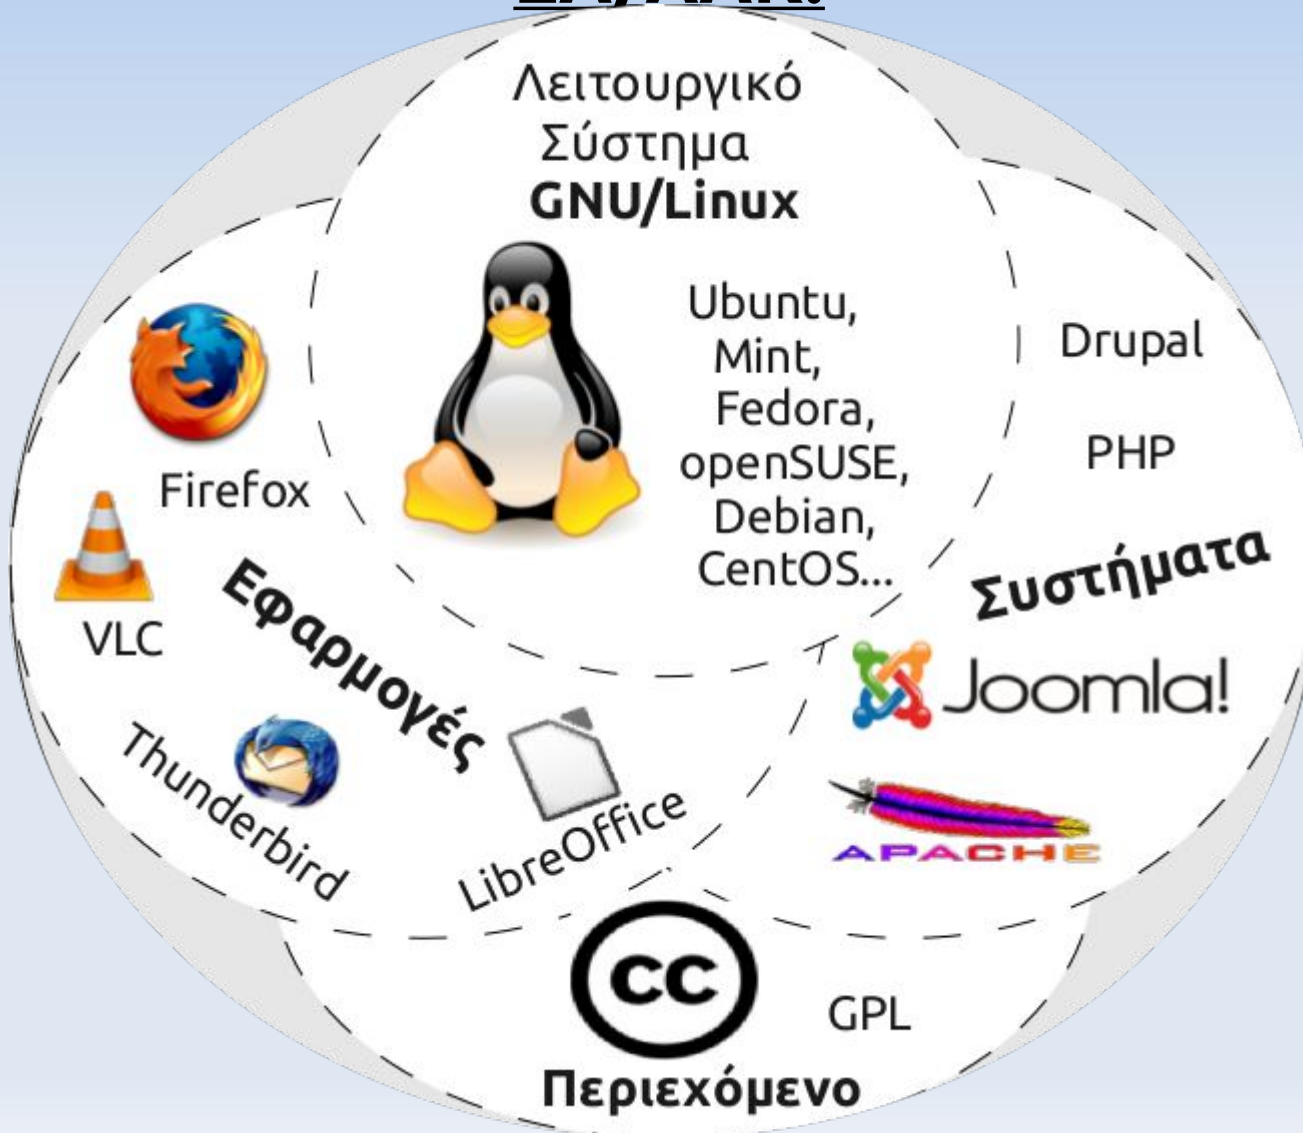 Λειτουργικό
Σύστημα
GNU/Linux
Ubuntu,
Mint,
Fedora,
openSUSE,
Debian,
CentOS...
Firefox
VLC
Εφαρμογές
Thunderbird
LibreOffice
Drupal
PHP
Συστήματα
Joomla!
APACHE
cc
GPL
Περιεχόμενο